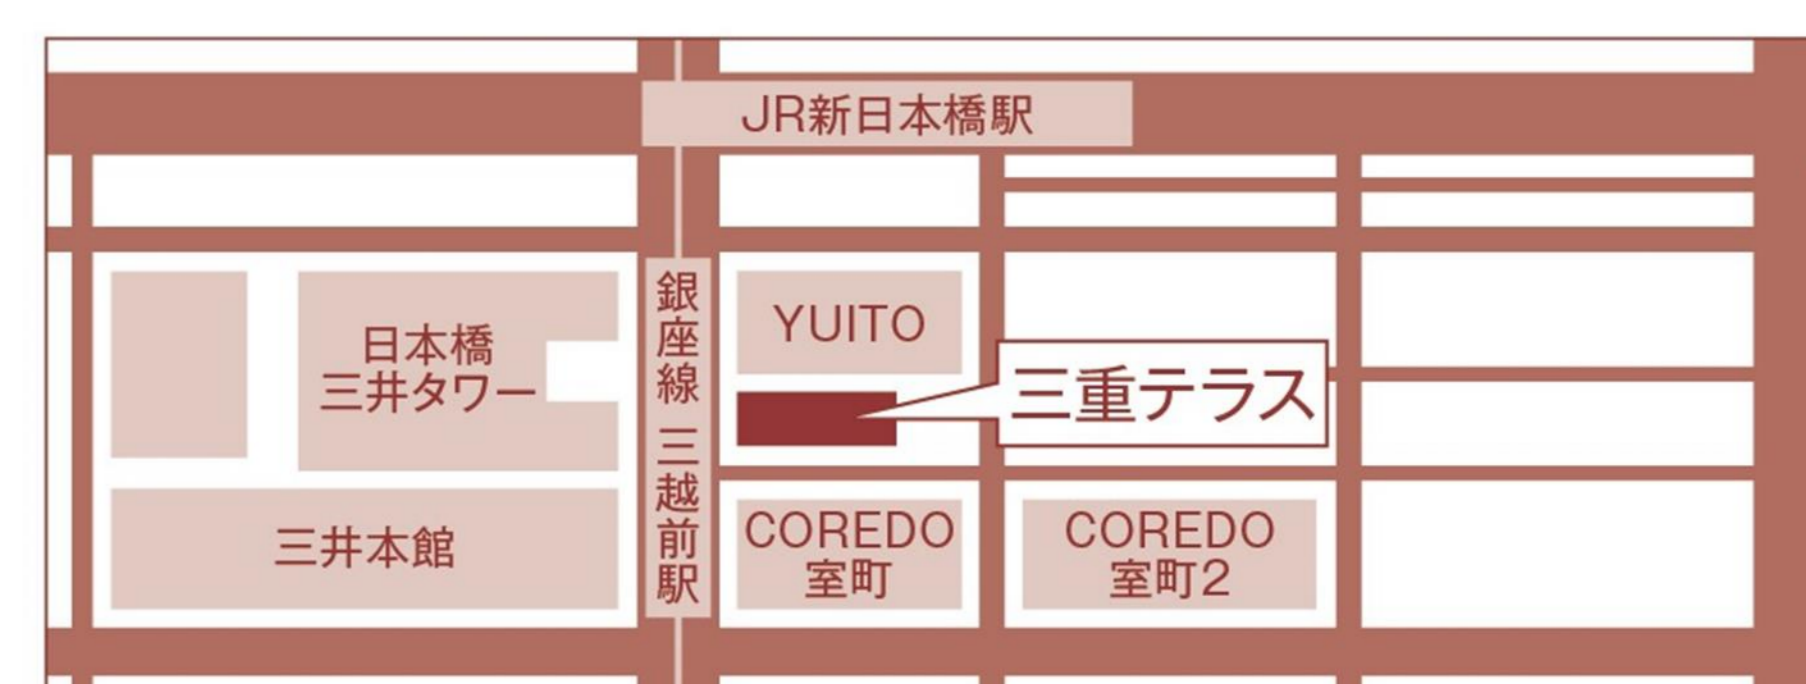 JR新日本橋駅
日本橋
三井タワー
三井本館
銀座線 三越前駅
YUITO
三重テラス
COREDO
室町
COREDO
室町2